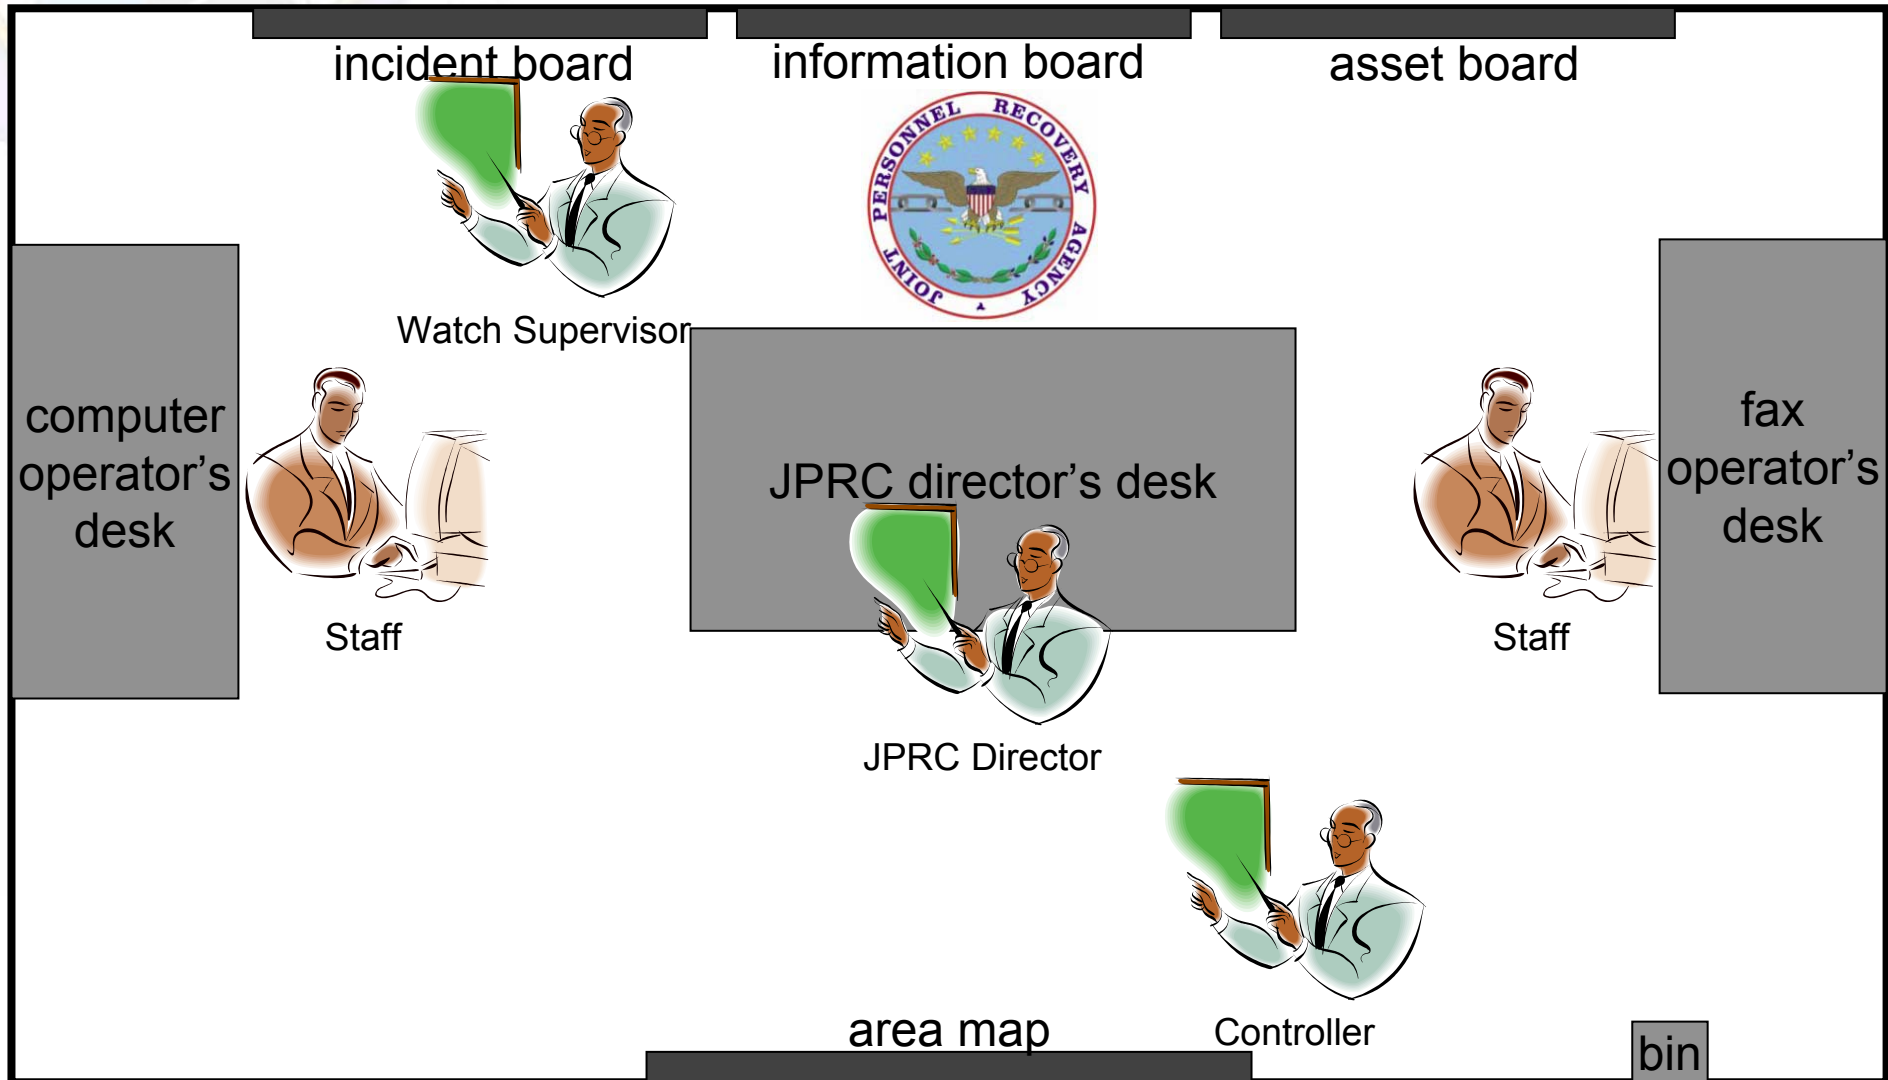 incident board
information board
asset board
JOINT PERSONNEL RECOVERY AGENCY
Watch Supervisor
computer
operator’s
desk
JPRC director’s desk
fax
operator’s
desk
Staff
Staff
JPRC Director
area map
Controller
bin